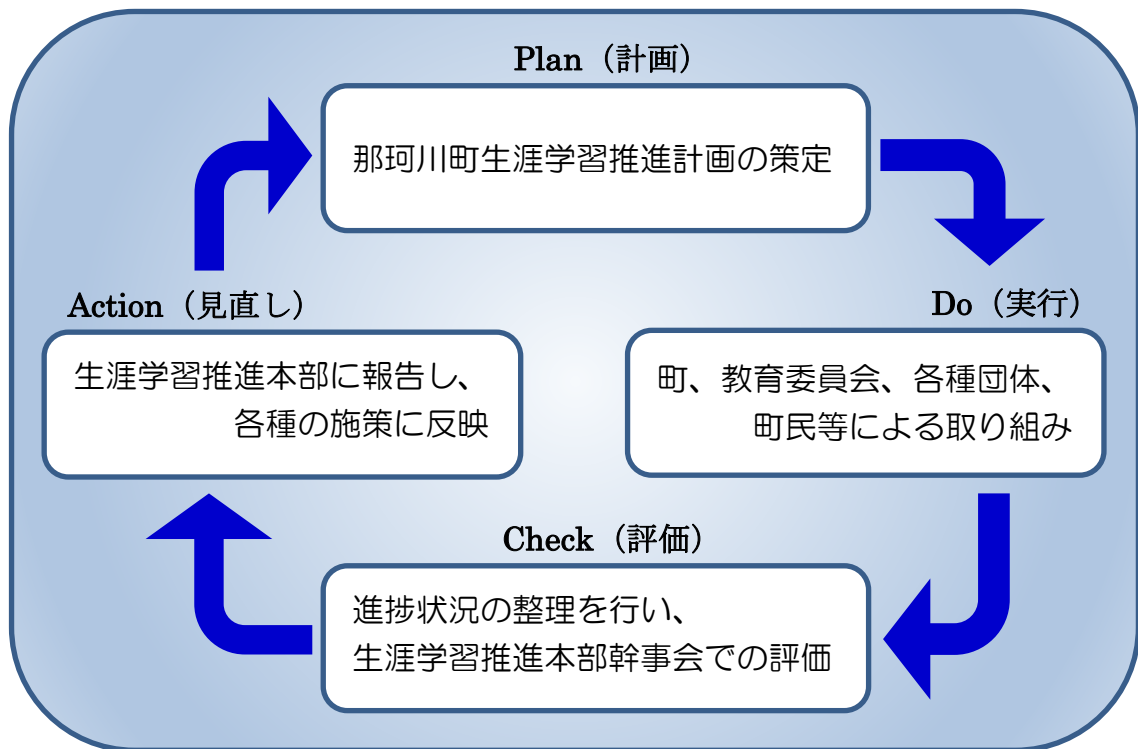 Plan（計画）
那珂川町生涯学習推進計画の策定
Do（実行）
町、教育委員会、各種団体、
町民等による取り組み
Check（評価）
進捗状況の整理を行い、
生涯学習推進本部幹事会での評価
Action（見直し）
生涯学習推進本部に報告し、
各種の施策に反映